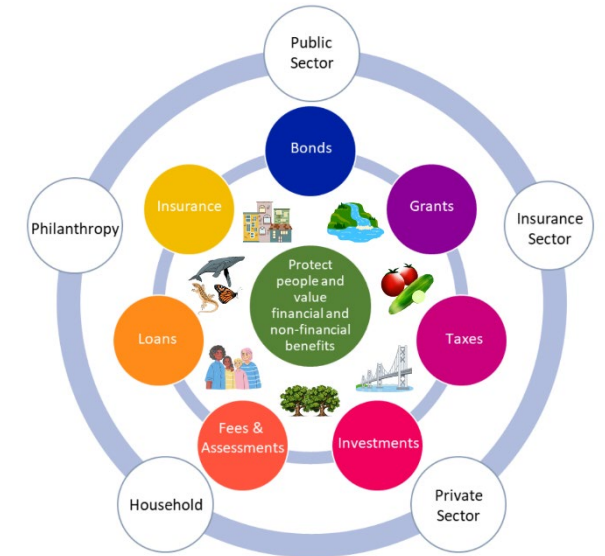 Public
Sector
Bonds
Insurance
Grants
Philanthropy
Insurance
Sector
Protect
people and
value
financial and
non-financial
benefits
Loans
Taxes
Fees &
Assessments
Investments
Household
Private
Sector